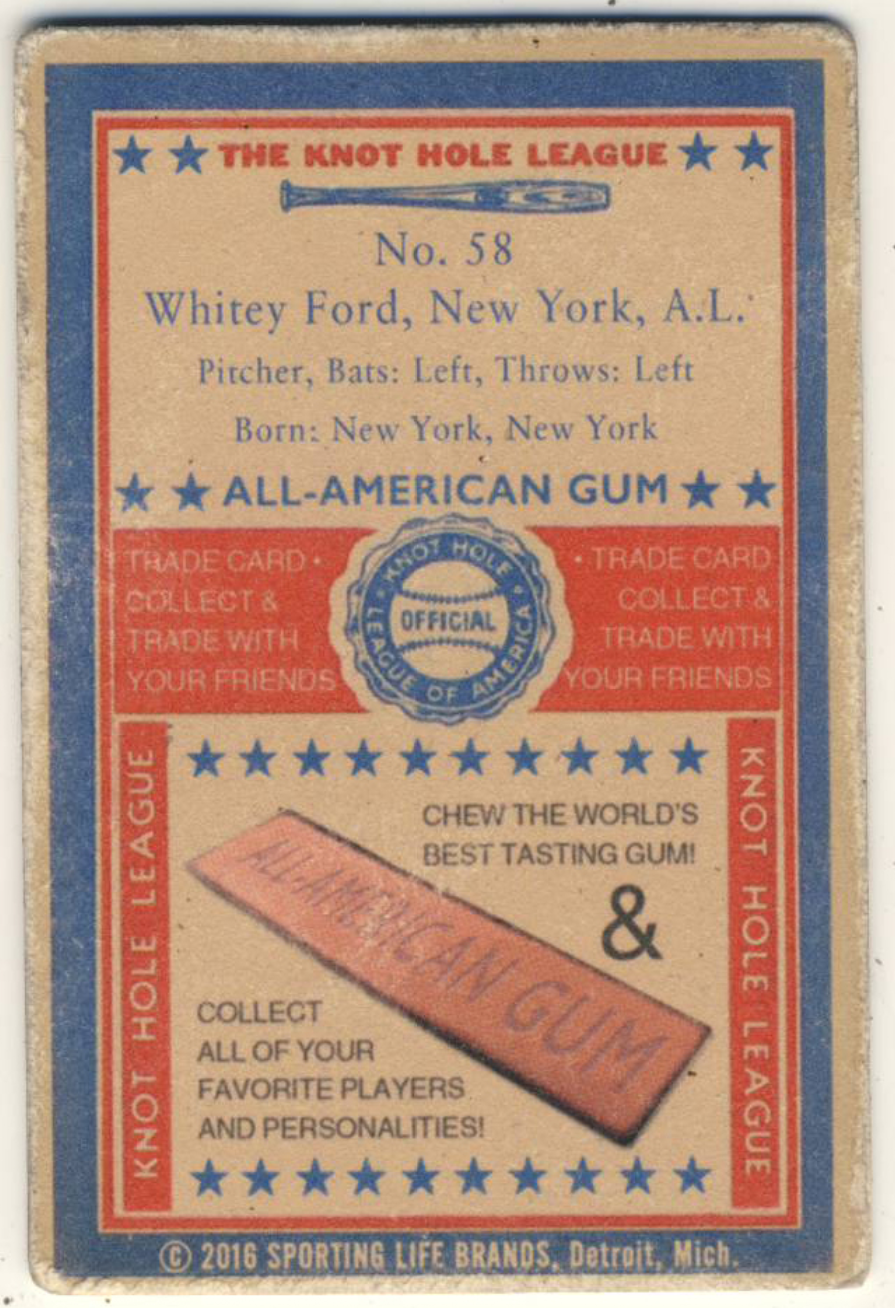 THE KNOT HOLE LEAGUE
No. 58
Whitey Ford, New York, A.L.
Pitcher, Bats: Left, Throws: Left
Born: New York, New York
ALL-AMERICAN GUM
TRADE CARD •
COLLECT &
TRADE WITH
YOUR FRIENDS
• KNOT HOLE •
LEAGUE OF AMERICA
OFFICIAL
• TRADE CARD
COLLECT &
TRADE WITH
YOUR FRIENDS
KNOT HOLE LEAGUE
CHEW THE WORLD'S
BEST TASTING GUM!
&
ALL-AMERICAN GUM
COLLECT
ALL OF YOUR
FAVORITE PLAYERS
AND PERSONALITIES!
KNOT HOLE LEAGUE
© 2016 SPORTING LIFE BRANDS, Detroit, Mich.